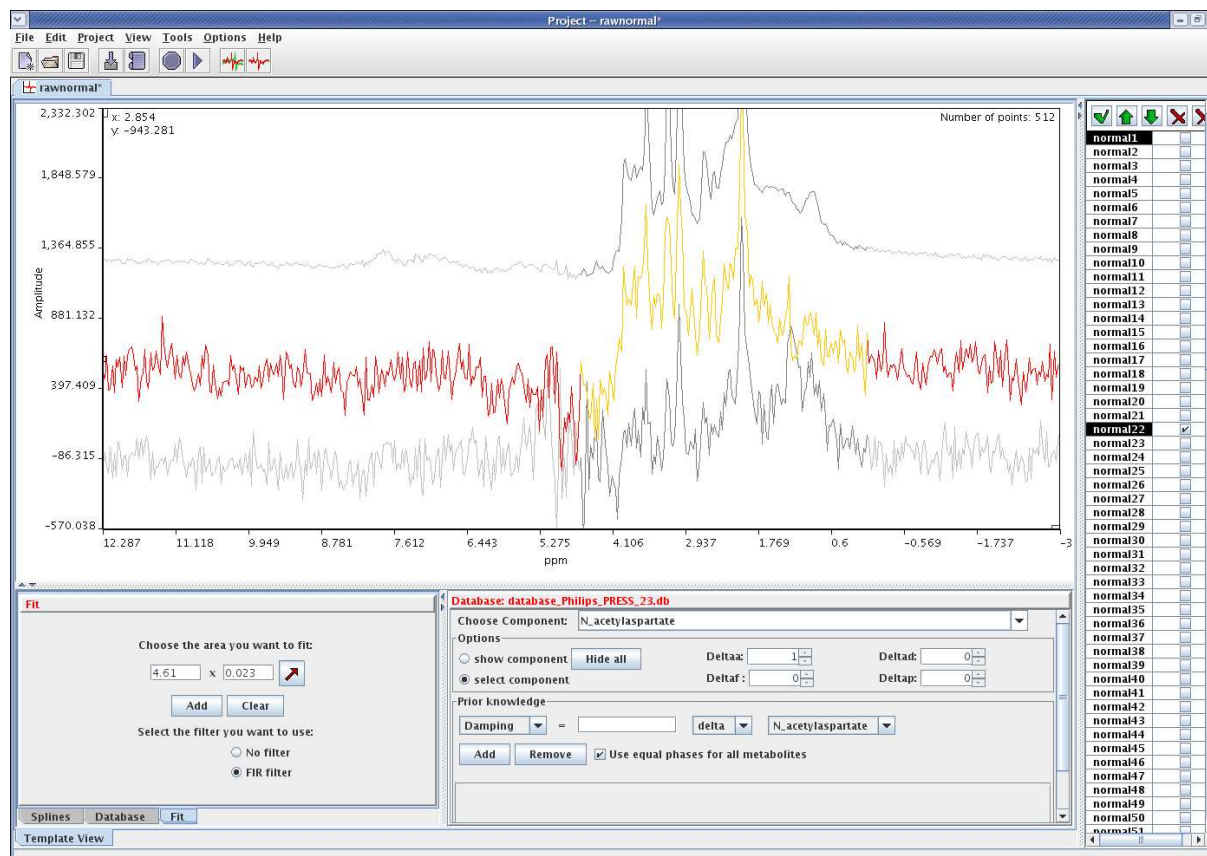 Project -- rawnormal*
File Edit Project View Tools Options Help
rawnormal*
x: 2.854
y: -943.281
Number of points: 512
2,332.302
1,848.579
1,364.855
881.132
397.409
-86.315
-570.038
Amplitude
12.287 11.118 9.949 8.781 7.612 6.443 5.275 4.106 2.937 1.769 0.6 -0.569 -1.737 -3
ppm
normal1
normal2
normal3
normal4
normal5
normal6
normal7
normal8
normal9
normal10
normal11
normal12
normal13
normal14
normal15
normal16
normal17
normal18
normal19
normal20
normal21
normal22
normal23
normal24
normal25
normal26
normal27
normal28
normal29
normal30
normal31
normal32
normal33
normal34
normal35
normal36
normal37
normal38
normal39
normal40
normal41
normal42
normal43
normal44
normal45
normal46
normal47
normal48
normal49
normal50
normal51
Fit
Choose the area you want to fit:
4.61 x 0.023
Add Clear
Select the filter you want to use:
No filter
FIR filter
Splines Database Fit
Template View
Database: database_Philips_PRESS_23.db
Choose Component: N_acetylaspartate
Options
show component Hide all Deltaa: 1 Deltad: 0
select component Deltaf : 0 Deltap: 0
Prior knowledge
Damping = delta N_acetylaspartate
Add Remove Use equal phases for all metabolites